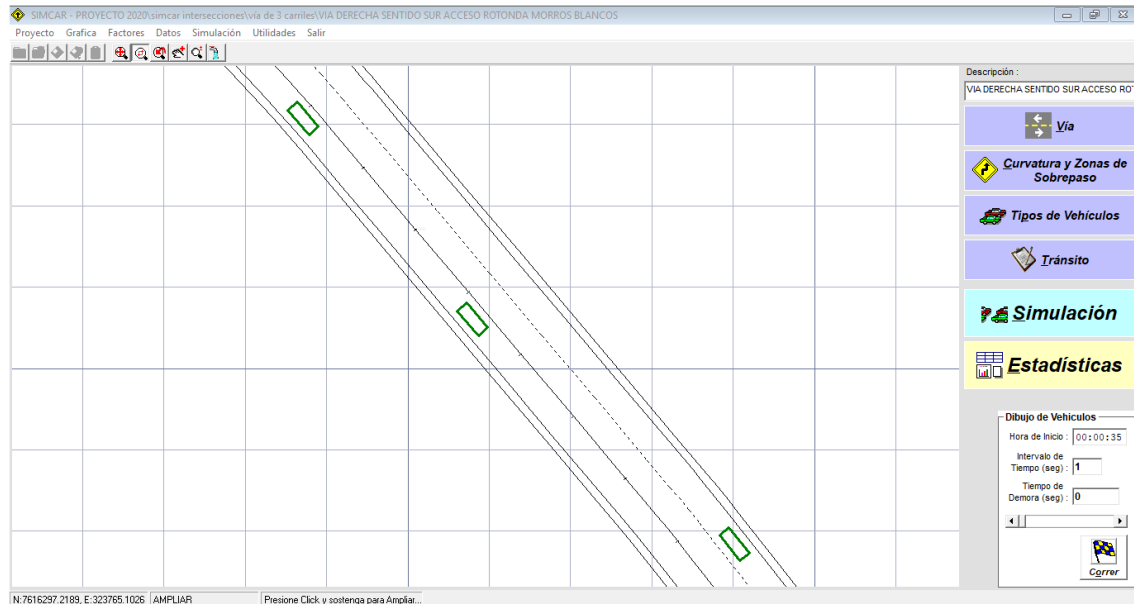 SIMCAR - PROYECTO 2020\simcar intersecciones\vía de 3 carriles\VIA DERECHA SENTIDO SUR ACCESO ROTONDA MORROS BLANCOS
Proyecto Grafica Factores Datos Simulación Utilidades Salir
Descripción :
VIA DERECHA SENTIDO SUR ACCESO ROT
Vía
Curvatura y Zonas de
Sobrepaso
Tipos de Vehículos
Tránsito
Simulación
Estadísticas
Dibujo de Vehiculos
Hora de Inicio : 00:00:35
Intervalo de
Tiempo (seg) : 1
Tiempo de
Demora (seg) : 0
Correr
N:7616297.2189, E:323765.1026 AMPLIAR Presione Click y sostenga para Ampliar...